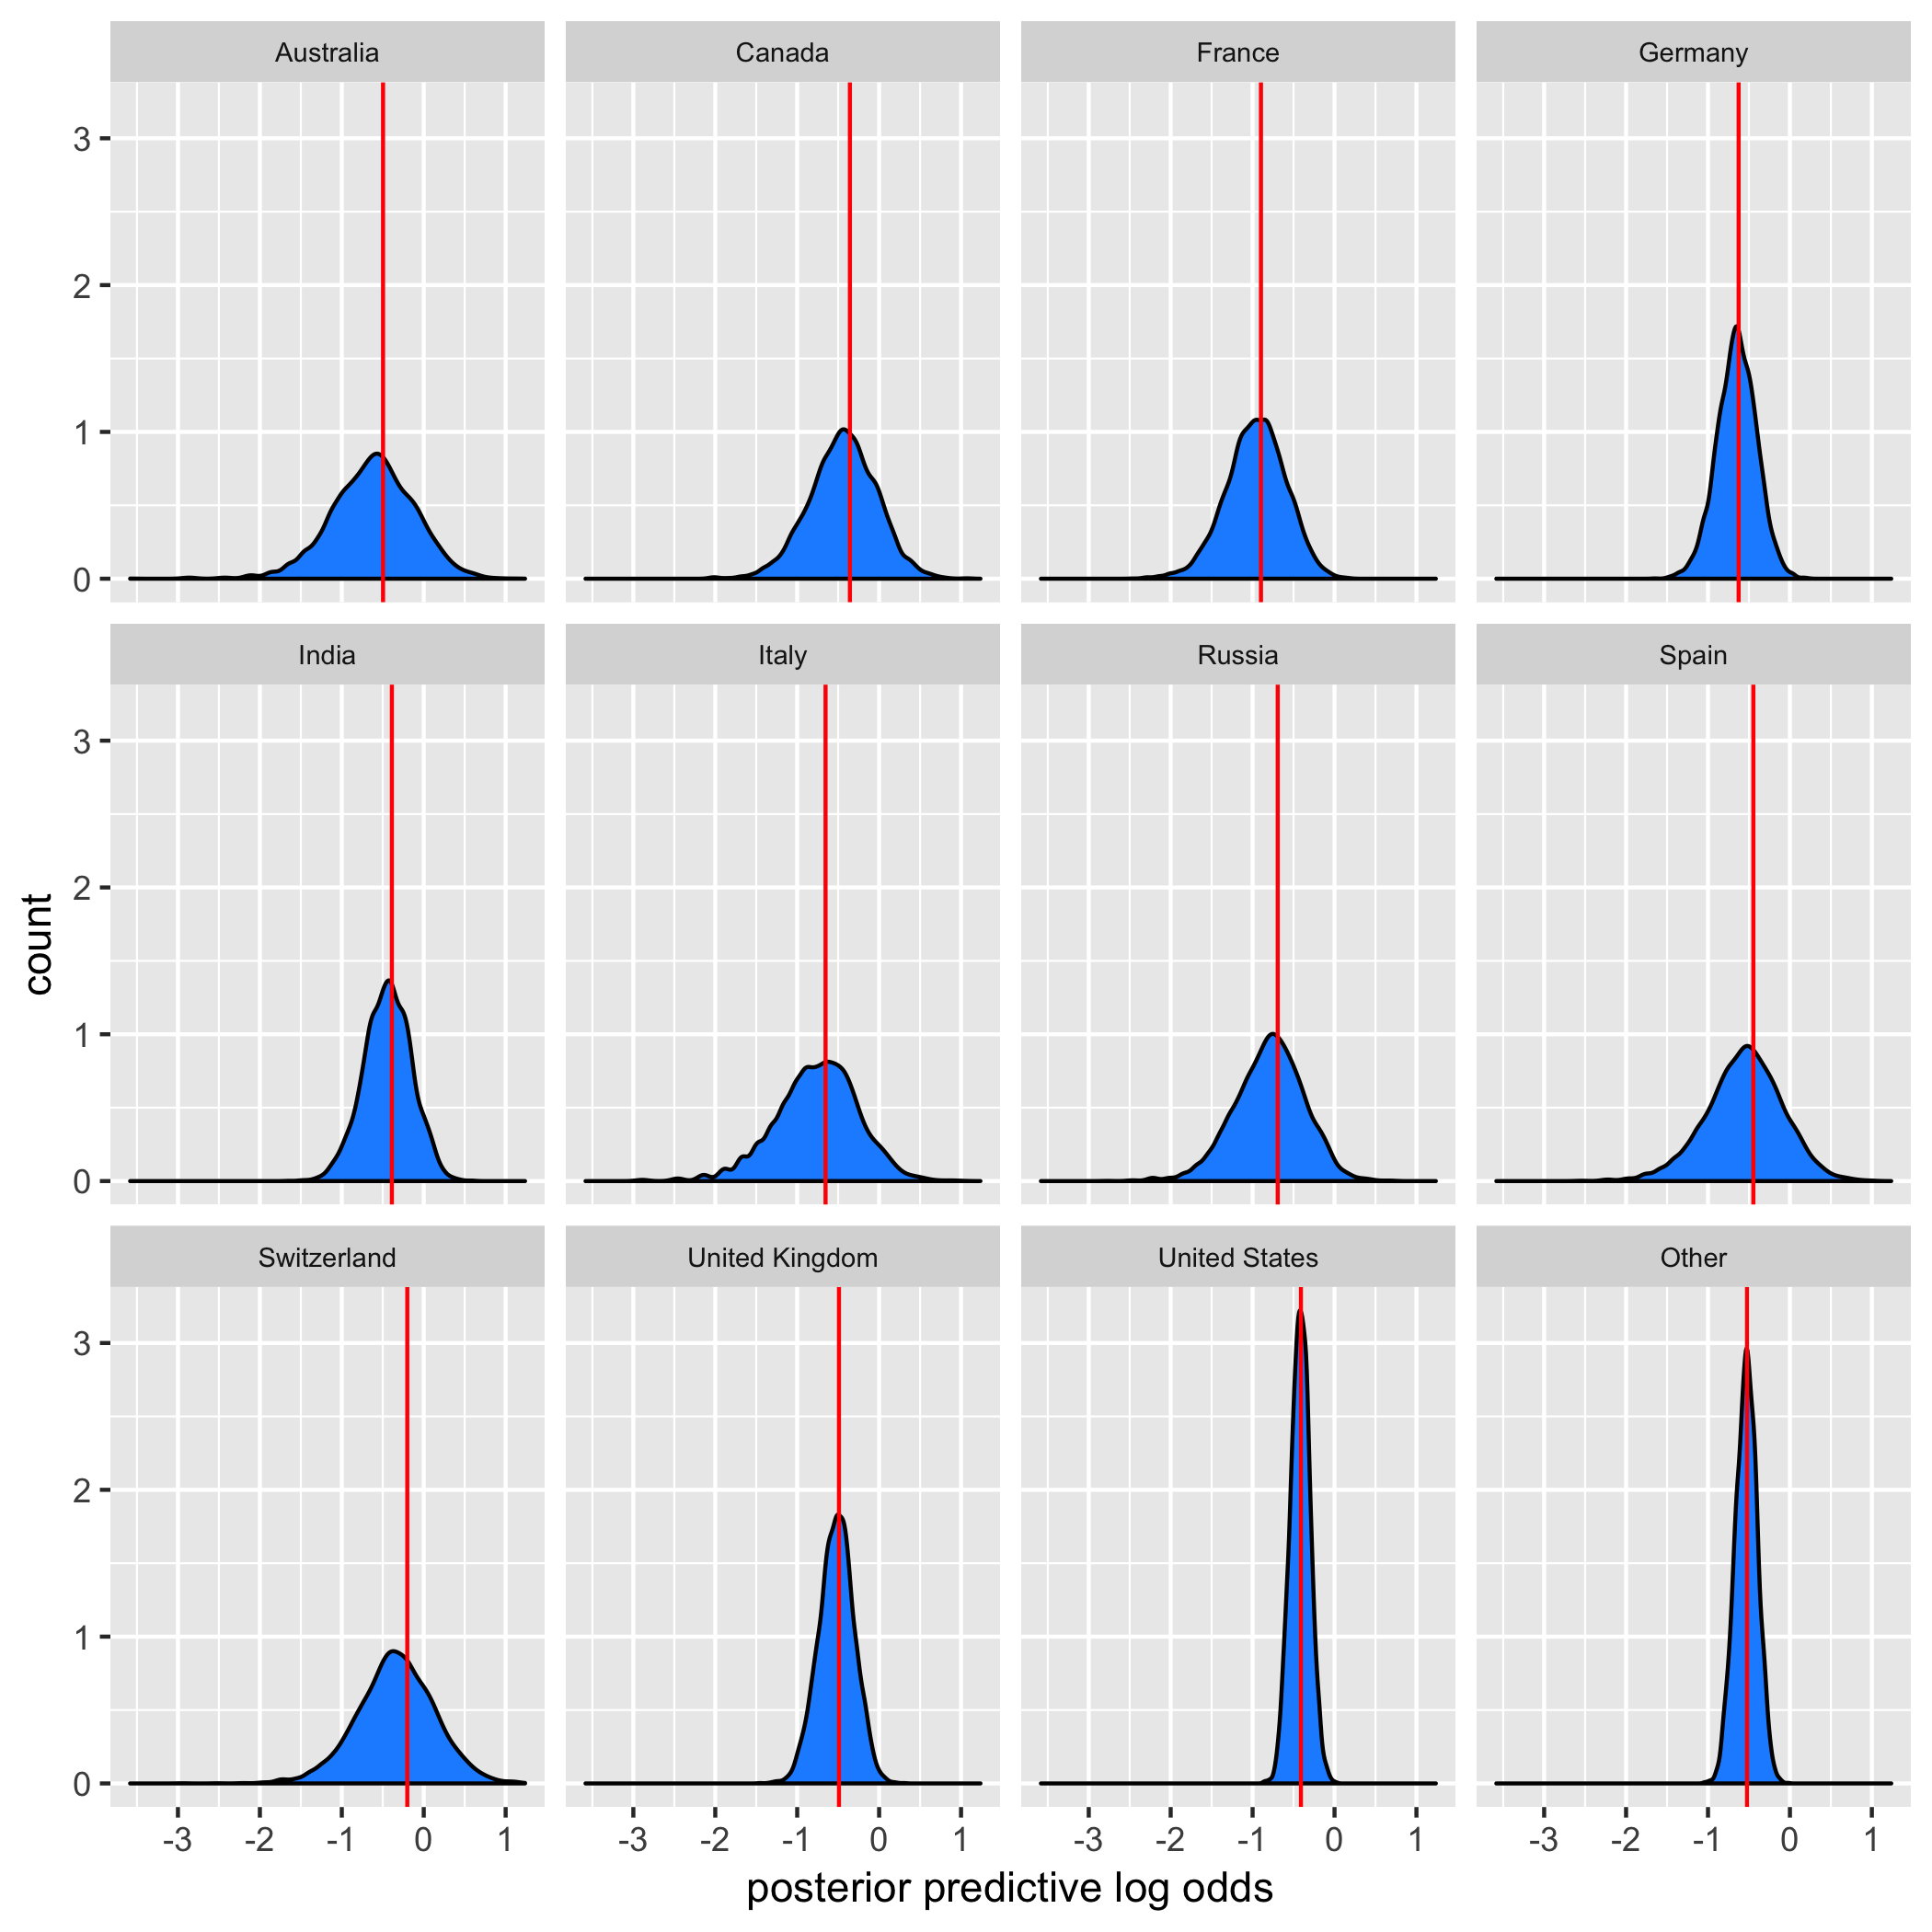 Australia Canada France Germany
3
2
1
0
India Italy Russia Spain
3
2
1
0
count
Switzerland United Kingdom United States Other
3
2
1
0
-3 -2 -1 0 1 -3 -2 -1 0 1 -3 -2 -1 0 1 -3 -2 -1 0 1
posterior predictive log odds